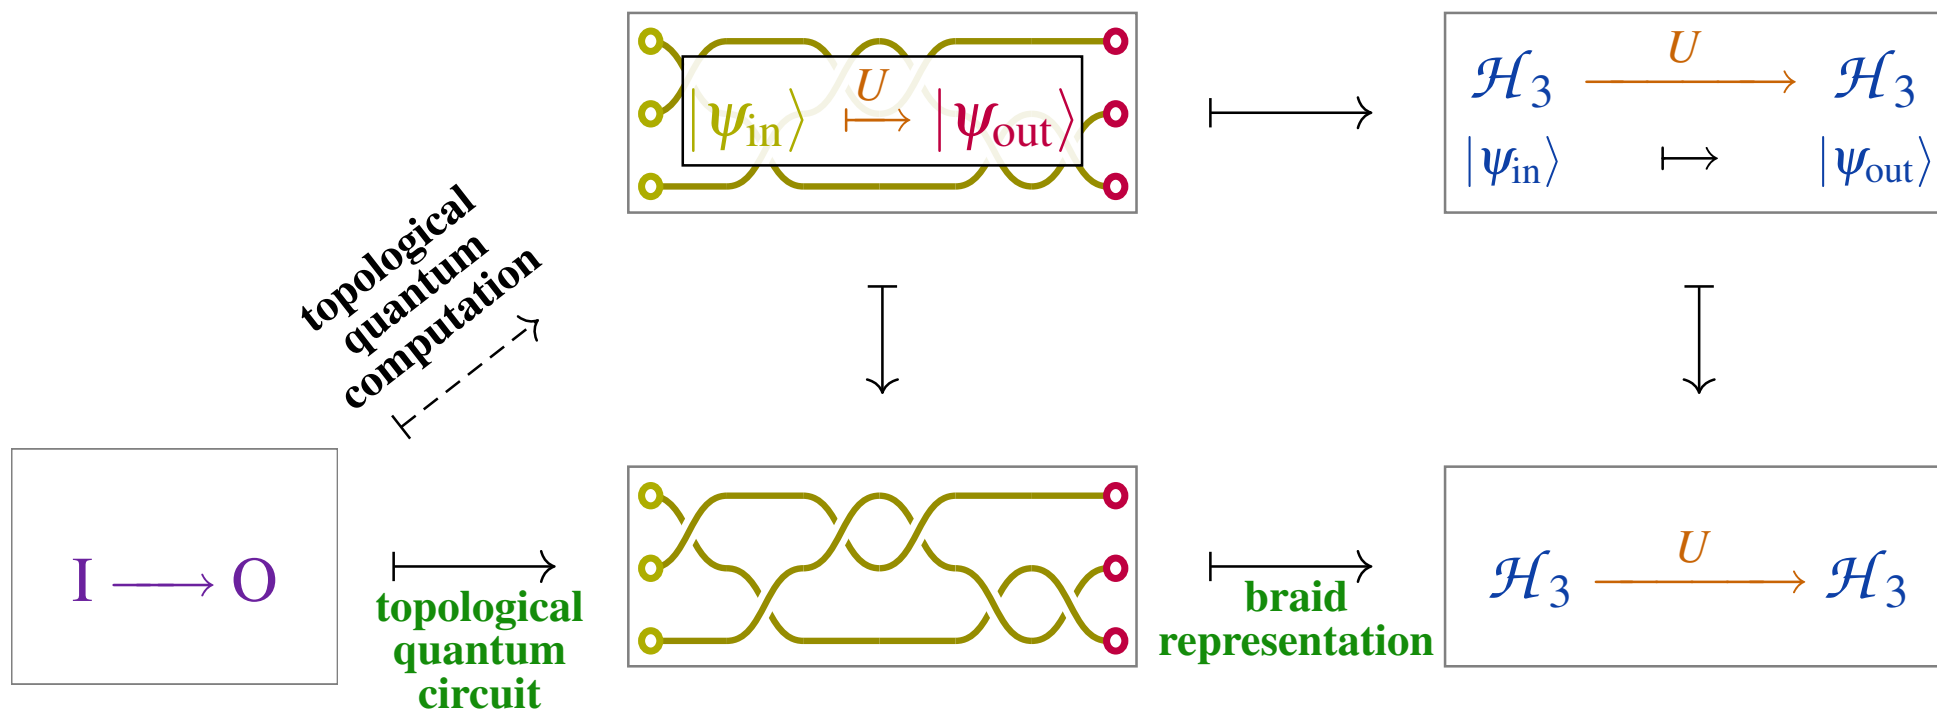 U
|ψin⟩ ↦ |ψout⟩
U
ℋ3 ⟶ ℋ3
|ψin⟩ ↦ |ψout⟩
topological
quantum
computation
I ⟶ O
topological
quantum
circuit
braid
representation
U
ℋ3 ⟶ ℋ3